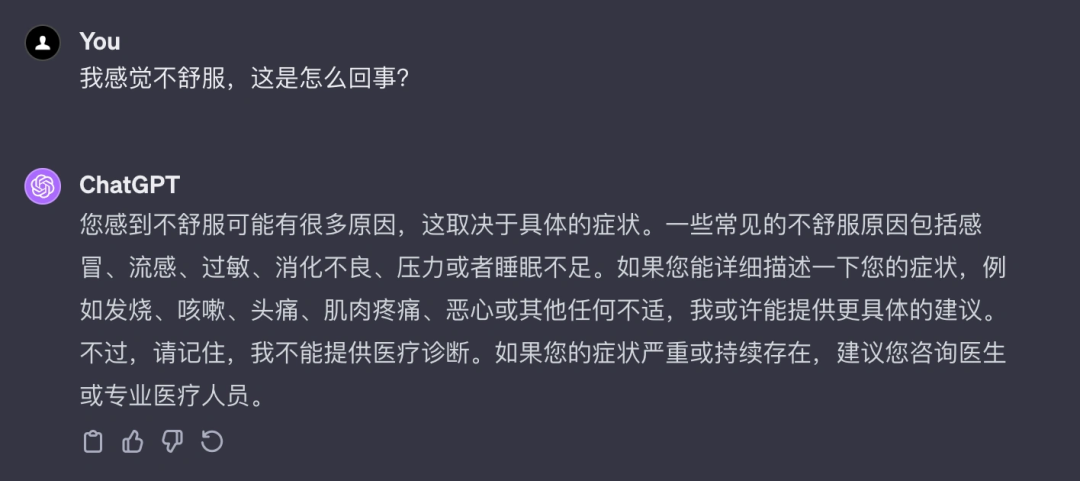 You
我感觉不舒服，这是怎么回事？
ChatGPT
您感到不舒服可能有很多原因，这取决于具体的症状。一些常见的不舒服原因包括感
冒、流感、过敏、消化不良、压力或者睡眠不足。如果您能详细描述一下您的症状，例
如发烧、咳嗽、头痛、肌肉疼痛、恶心或其他任何不适，我或许能提供更具体的建议。
不过，请记住，我不能提供医疗诊断。如果您的症状严重或持续存在，建议您咨询医生
或专业医疗人员。